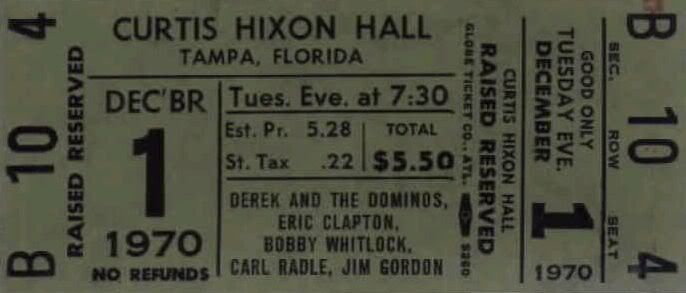 B 10 4
RAISED RESERVED
CURTIS HIXON HALL
TAMPA, FLORIDA
DEC'BR
1
1970
NO REFUNDS
Tues. Eve. at 7:30
Est. Pr. 5.28
St. Tax .22
TOTAL
$5.50
DEREK AND THE DOMINOS,
ERIC CLAPTON,
BOBBY WHITLOCK,
CARL RADLE, JIM GORDON
GLOBE TICKET CO., ATL. S260
RAISED RESERVED
CURTIS HIXON HALL
1
1970
DECEMBER
TUESDAY EVE.
GOOD ONLY
SEC. ROW SEAT
B 10 4